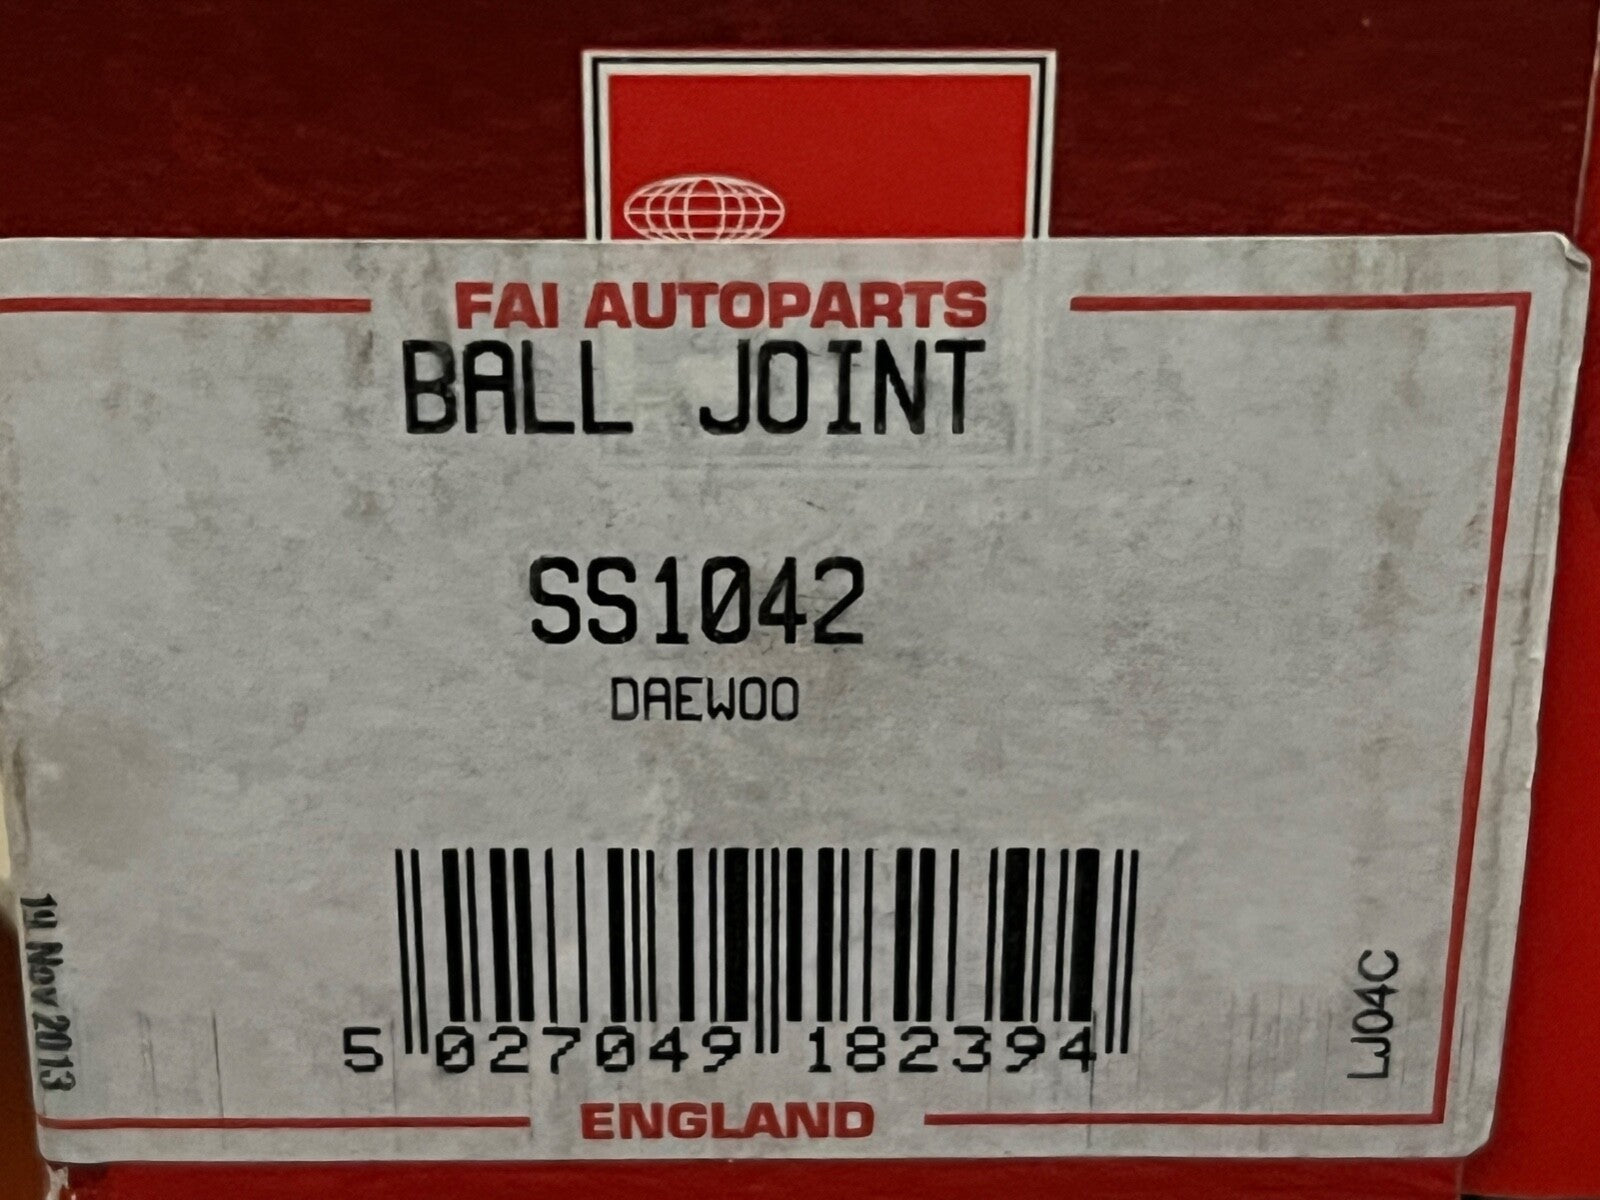 FAI AUTOPARTS
BALL JOINT
SS1042
DAEWOO
5 027049 182394
ENGLAND
14 Nov 2013
LJ04C